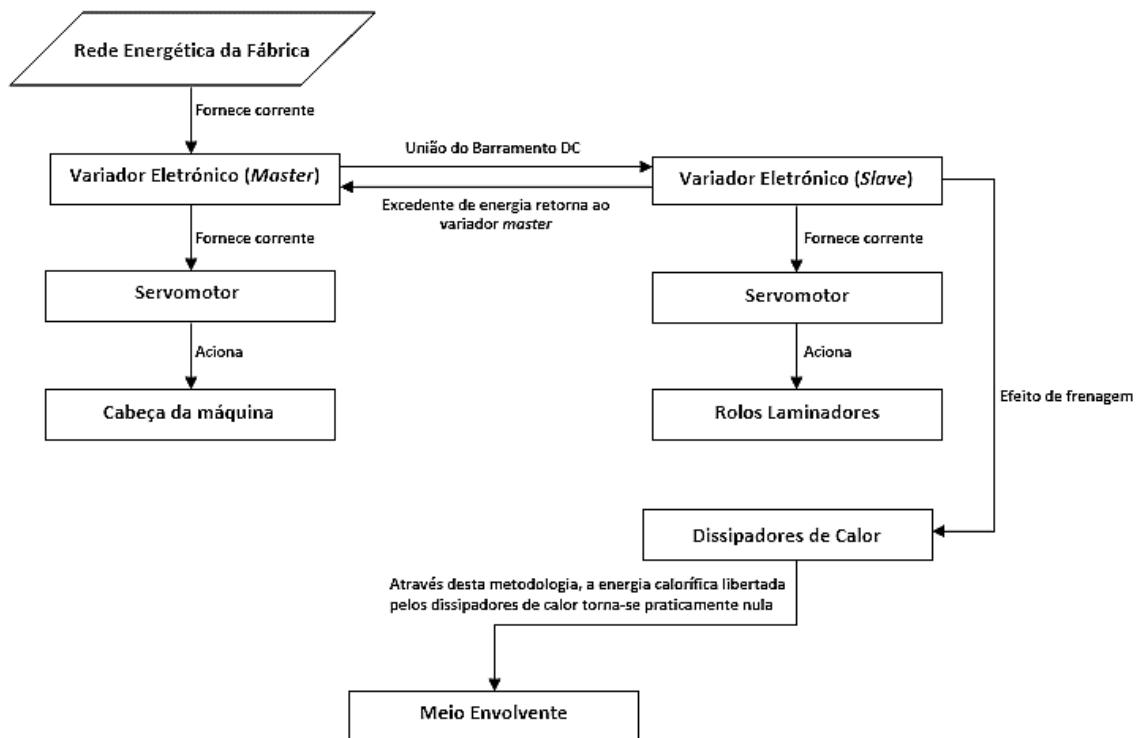 Rede Energética da Fábrica
Fornece corrente
União do Barramento DC
Variador Eletrónico (Master)
Variador Eletrónico (Slave)
Excedente de energia retorna ao
variador master
Fornece corrente
Fornece corrente
Servomotor
Servomotor
Aciona
Aciona
Cabeça da máquina
Rolos Laminadores
Efeito de frenagem
Dissipadores de Calor
Através desta metodologia, a energia calorífica libertada
pelos dissipadores de calor torna-se praticamente nula
Meio Envolvente